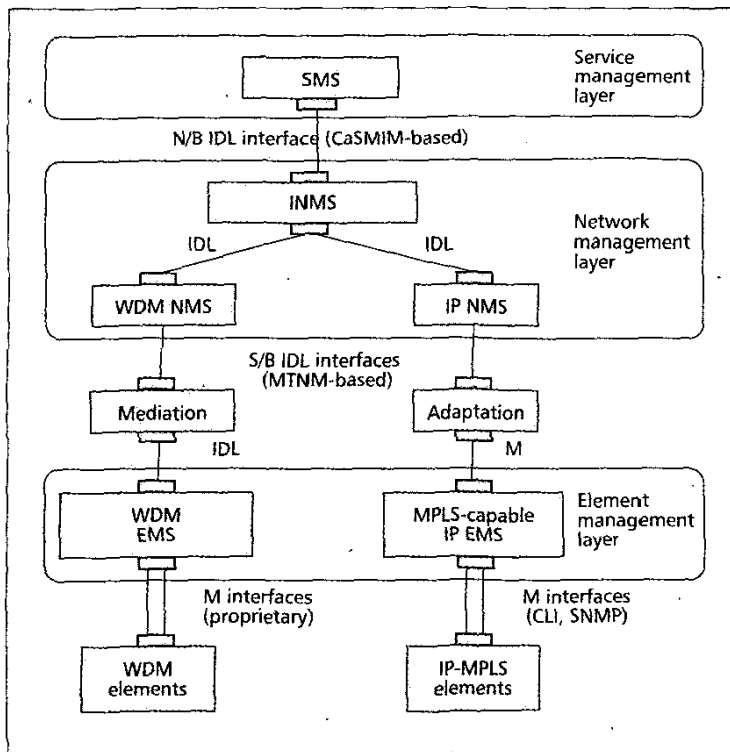 SMS
Service
management
layer
N/B IDL interface (CaSMIM-based)
INMS
IDL
IDL
Network
management
layer
WDM NMS
IP NMS
S/B IDL interfaces
(MTNM-based)
Mediation
Adaptation
IDL
M
WDM
EMS
MPLS-capable
IP EMS
Element
management
layer
M interfaces
(proprietary)
M interfaces
(CLI, SNMP)
WDM
elements
IP-MPLS
elements